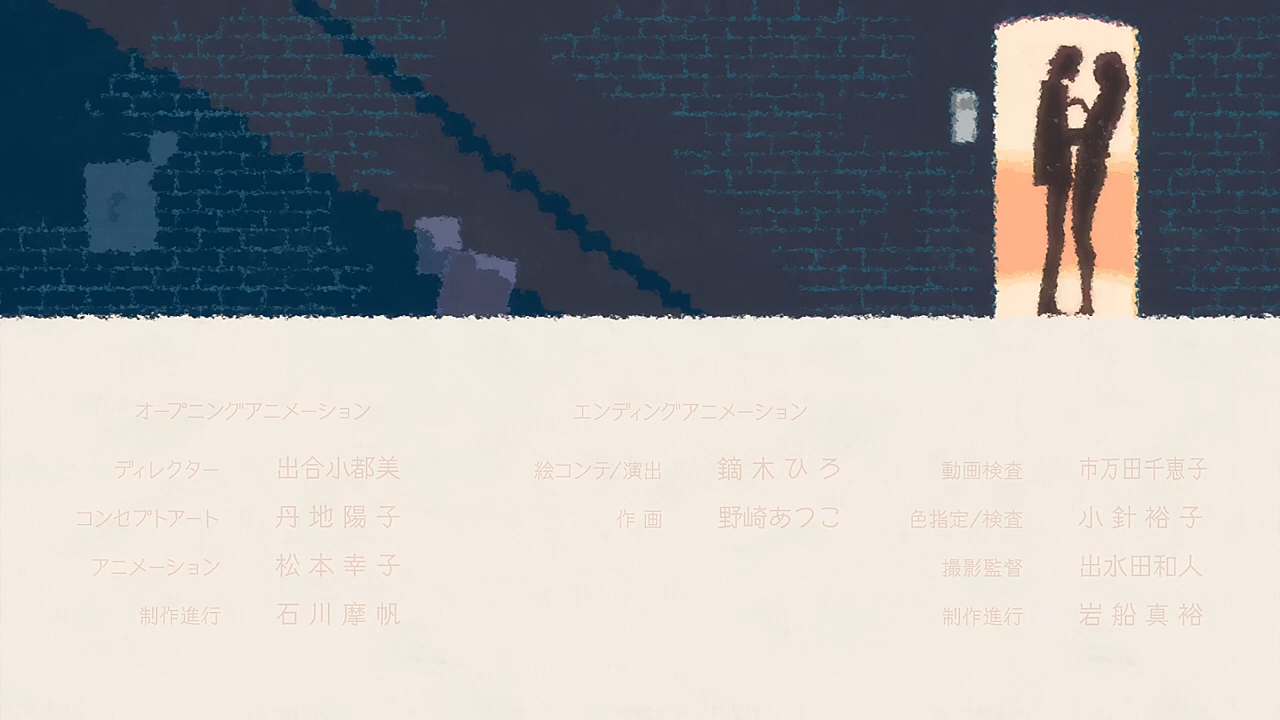 オープニングアニメーション
ディレクター 出合小都美
コンセプトアート 丹地陽子
アニメーション 松本幸子
制作進行 石川摩帆
エンディングアニメーション
絵コンテ/演出 鏑木ひろ
作画 野崎あつこ
動画検査 市万田千恵子
色指定/検査 小針裕子
撮影監督 出水田和人
制作進行 岩船真裕